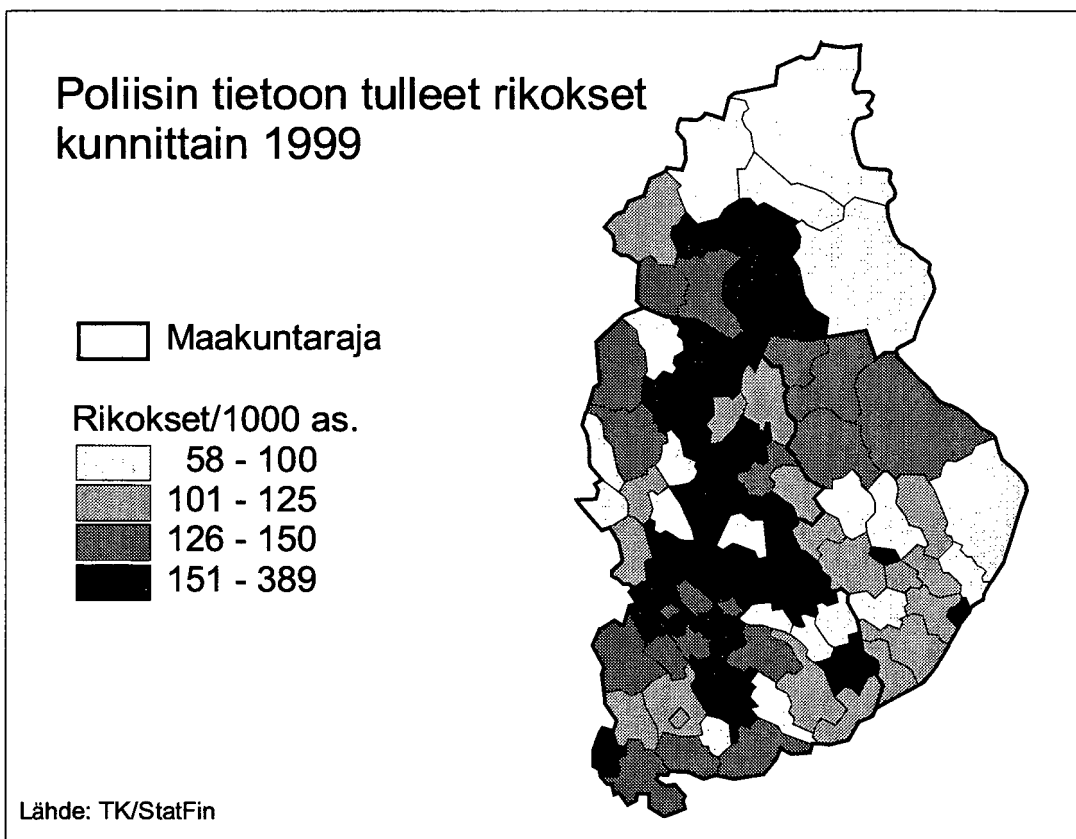 Poliisin tietoon tulleet rikokset
kunnittain 1999
Maakuntaraja
Rikokset/1000 as.
58 - 100
101 - 125
126 - 150
151 - 389
Lähde: TK/StatFin